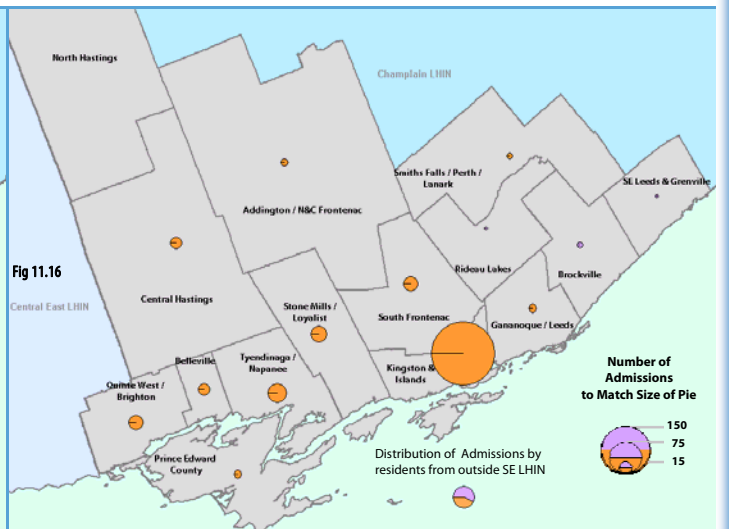 North Hastings
Champlain LHIN
Smiths Falls / Perth /
Lanark
SE Leeds & Grenville
Addington / N&C Frontenac
Fig 11.16
Rideau Lakes
Brockville
Central East LHIN
Central Hastings
Stone Mills /
Loyalist
South Frontenac
Gananoque / Leeds
Belleville
Tyendinaga /
Napanee
Kingston &
Islands
Quinte West /
Brighton
Prince Edward
County
Number of
Admissions
to Match Size of Pie
150
75
15
Distribution of Admissions by
residents from outside SE LHIN